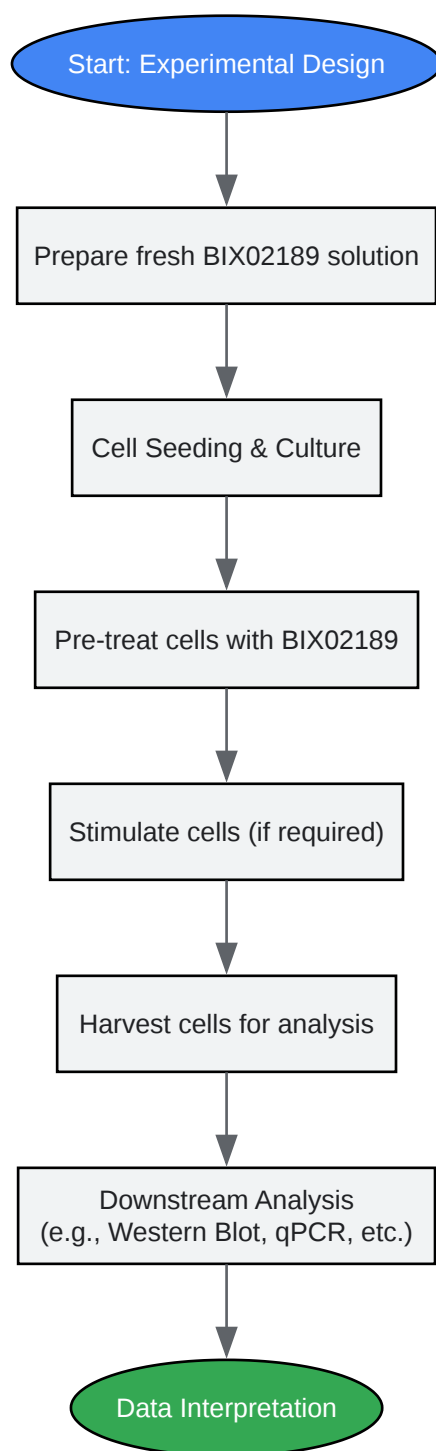 Start: Experimental Design
Prepare fresh BIX02189 solution
Cell Seeding & Culture
Pre-treat cells with BIX02189
Stimulate cells (if required)
Harvest cells for analysis
Downstream Analysis
(e.g., Western Blot, qPCR, etc.)
Data Interpretation